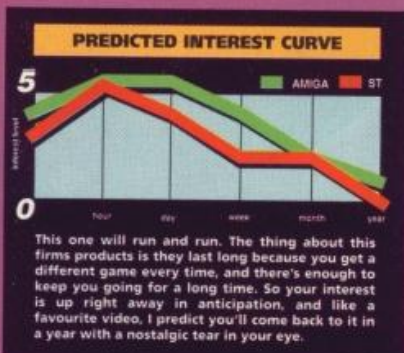 PREDICTED INTEREST CURVE
5
AMIGA ST
interest level
0
hour day week month year
This one will run and run. The thing about this
firms products is they last long because you get a
different game every time, and there's enough to
keep you going for a long time. So your interest
is up right away in anticipation, and like a
favourite video, I predict you'll come back to it in
a year with a nostalgic tear in your eye.